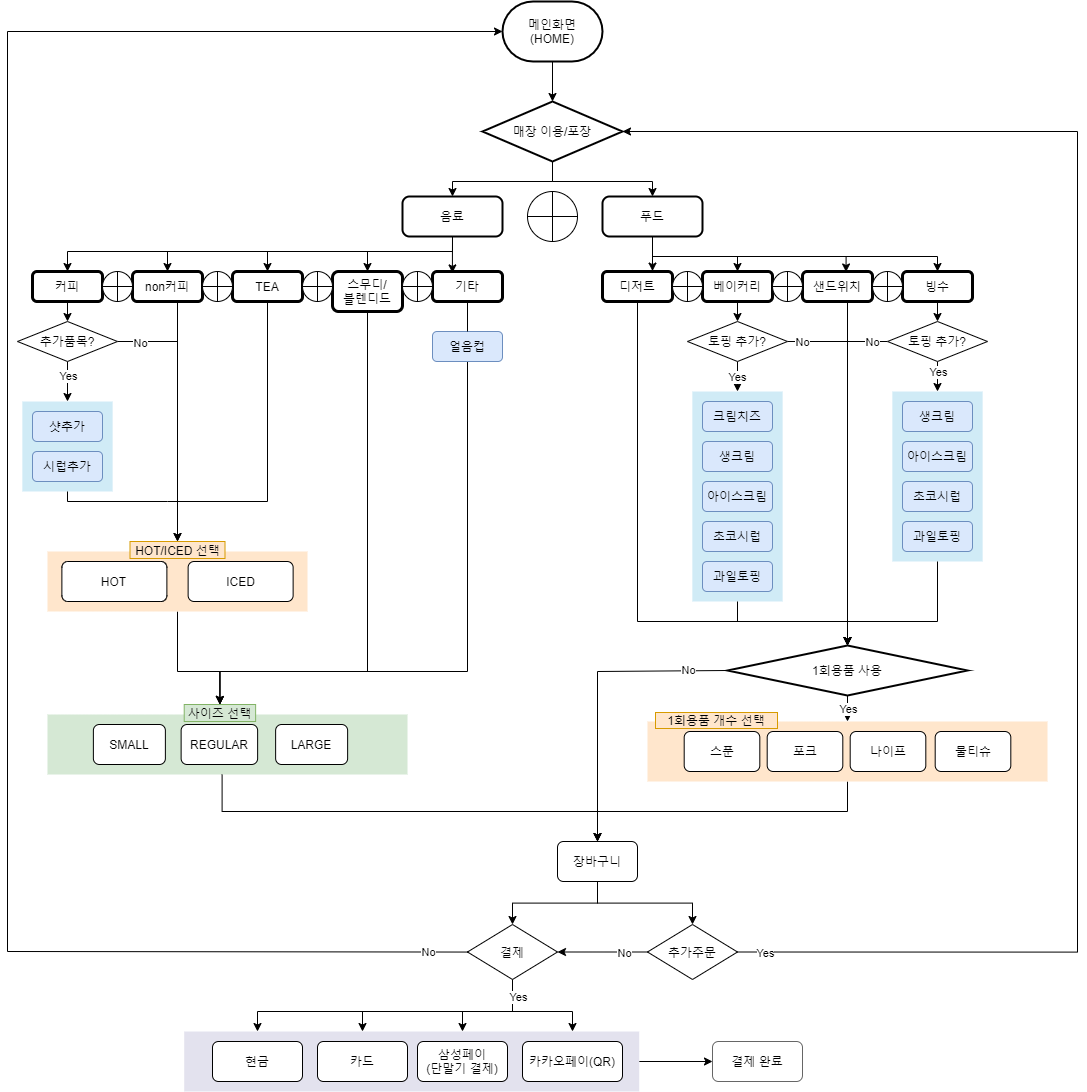 메인화면
(HOME)
매장 이용/포장
음료
푸드
커피
non커피
TEA
스무디/
블렌디드
기타
디저트
베이커리
샌드위치
빙수
추가품목?
No
얼음컵
토핑 추가?
No
No
토핑 추가?
Yes
Yes
Yes
샷추가
시럽추가
크림치즈
생크림
아이스크림
초코시럽
과일토핑
생크림
아이스크림
초코시럽
과일토핑
HOT/ICED 선택
HOT
ICED
No
1회용품 사용
Yes
사이즈 선택
SMALL
REGULAR
LARGE
1회용품 개수 선택
스푼
포크
나이프
물티슈
장바구니
No
결제
No
추가주문
Yes
Yes
현금
카드
삼성페이
(단말기 결제)
카카오페이(QR)
결제 완료